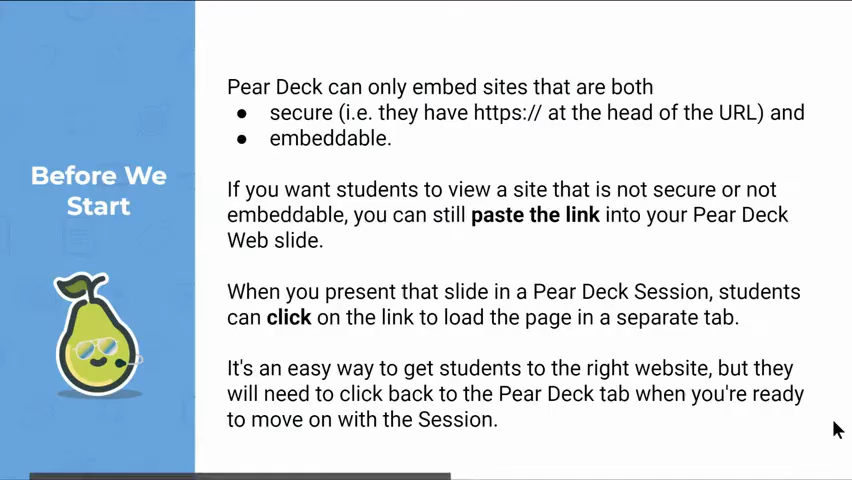 Before We
Start
Pear Deck can only embed sites that are both
● secure (i.e. they have https:// at the head of the URL) and
● embeddable.
If you want students to view a site that is not secure or not
embeddable, you can still paste the link into your Pear Deck
Web slide.
When you present that slide in a Pear Deck Session, students
can click on the link to load the page in a separate tab.
It's an easy way to get students to the right website, but they
will need to click back to the Pear Deck tab when you're ready
to move on with the Session.